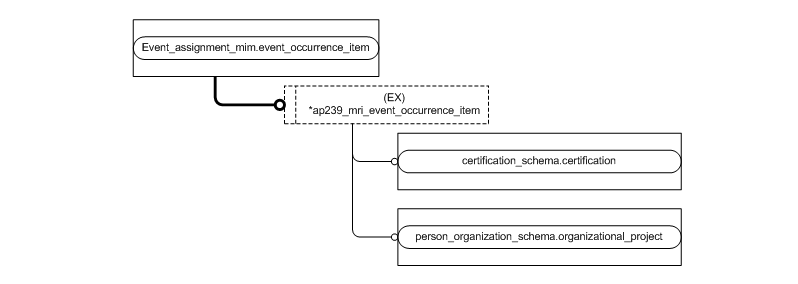 Event_assignment_mim.event_occurrence_item
(EX)
*ap239_mri_event_occurrence_item
certification_schema.certification
person_organization_schema.organizational_project